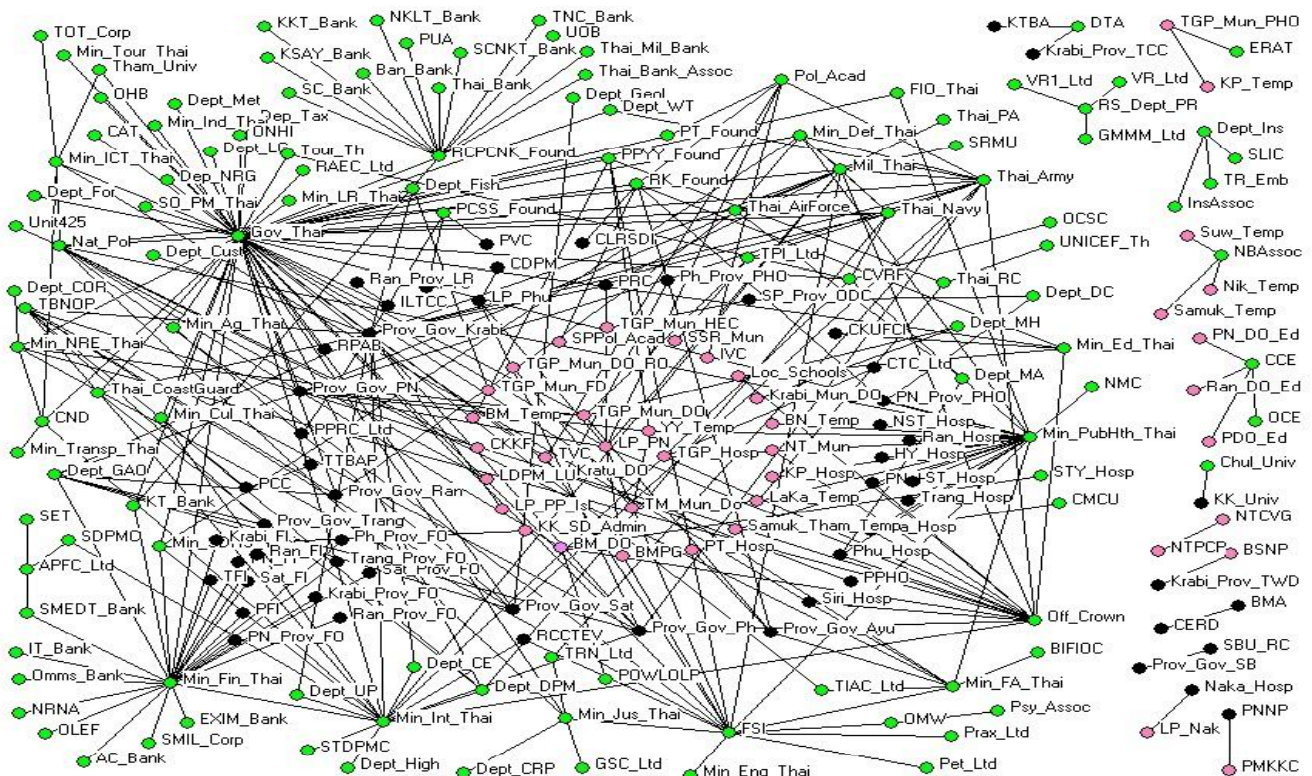 KKT_Bank
NKLT_Bank
TNC_Bank
KTBA
DTA
TGP_Mun_PHO
TOT_Corp
PUA
UOB
Krabi_Prov_TCC
ERAT
Min_Tour_Thai
KSAY_Bank
SCNKT_Bank
Thai_Mil_Bank
Tham_Univ
Ban_Bank
Thai_Bank_Assoc
Pol_Acad
VR1_Ltd
VR_Ltd
KP_Temp
OHB
Dept_Met
SC_Bank
Thai_Bank
Dept_Geol
FIO_Thai
RS_Dept_PR
Dept_WT
Thai_PA
CAT
PT_Found
Min_Def_Thai
GMMM_Ltd
Dept_Ins
Tour_Th
SRMU
SLIC
Min_ICT_Thai
RAEC_Ltd
RCPCNK_Found
PPYY_Found
Mil_Thai
Dep_NRG
TR_Emb
Dept_For
SO_PM_Thai
Min_LR_Thai
Dept_Fish
RK_Found
Thai_Army
InsAssoc
Unit425
PCSS_Found
Thai_AirForce
Thai_Navy
OCSC
Nat_Pol
Gov_Thai
Suw_Temp
Dept_Cust
PVC
CLRSDI
TPI_Ltd
UNICEF_Th
NBAssoc
CDPM
Dept_COR
Ran_Prov_LR
PRC
Ph_Prov_PHO
CVRF
Thai_RC
Nik_Temp
TBNOP
ILTCC
LP_Phu
SP_Prov_ODC
Dept_DC
Samuk_Temp
Min_Ag_Thai
Prov_Gov_Krabi
TGP_Mun_HEC
CKUFCI
Dept_MH
PN_DO_Ed
Min_NRE_Thai
RPAB
SPPol_Acad
SSR_Mun
Min_Ed_Thai
IVC
CCE
TGP_Mun_DO_RO
CTC_Ltd
Thai_CoastGuard
Prov_Gov_PN
TGP_Mun_FD
Loc_Schools
Dept_MA
NMC
Ran_DO_Ed
Krabi_Mun_DO
PN_Prov_PHO
CND
Min_Cul_Thai
BM_Temp
TGP_Mun_DO
BN_Temp
NST_Hosp
OCE
PPRC_Ltd
YY_Temp
Min_PubHth_Thai
Min_Transp_Thai
CKKF
LP_PN
NT_Mun
Ran_Hosp
PDO_Ed
TTBAP
TVC
TGP_Hosp
HY_Hosp
Chul_Univ
Dept_GAO
PCC
LDPM_LU
Kratu_DO
KP_Hosp
STY_Hosp
KT_Bank
Prov_Gov_Ran
LaKa_Temp
Trang_Hosp
KK_Univ
LP_PP_Isl
TM_Mun_Do
CMCU
SET
Prov_Gov_Trang
KK_SD_Admin
NTCVG
SDPMO
Krabi_FI
Ph_Prov_FO
BM_DO
BMPG
PT_Hosp
Phu_Hosp
NTPCP
BSNP
APFC_Ltd
Ran_FI
Trang_Prov_FO
TFI
Sat_FI
Sat_Prov_FO
PPHO
Krabi_Prov_TWD
SMEDT_Bank
PFI
Krabi_Prov_FO
Prov_Gov_Sat
Siri_Hosp
BMA
Ran_Prov_FO
Off_Crown
CERD
PN_Prov_FO
RCCTEV
Prov_Gov_Ph
Prov_Gov_Ayu
IT_Bank
TRN_Ltd
BIFIOC
SBU_RC
Prov_Gov_SB
Omms_Bank
Min_Fin_Thai
Dept_CE
POWLOLP
Dept_UP
Dept_DPM
TIAC_Ltd
Min_FA_Thai
Naka_Hosp
NRNA
EXIM_Bank
Min_Int_Thai
Min_Jus_Thai
FSI
OMW
Psy_Assoc
PNNP
OLEF
SMIL_Corp
STDPMC
Prax_Ltd
LP_Nak
AC_Bank
Dept_High
Dept_CRP
GSC_Ltd
Min_Eng_Thai
Pet_Ltd
PMKKC